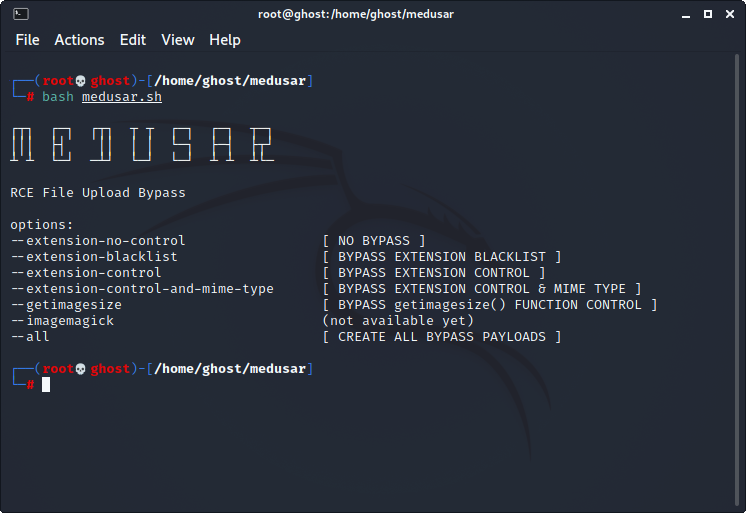 root@ghost:/home/ghost/medusar
File Actions Edit View Help
(root💀ghost)-[/home/ghost/medusar]
# bash medusar.sh
MEDUSAR
RCE File Upload Bypass
options:
--extension-no-control [ NO BYPASS ]
--extension-blacklist [ BYPASS EXTENSION BLACKLIST ]
--extension-control [ BYPASS EXTENSION CONTROL ]
--extension-control-and-mime-type [ BYPASS EXTENSION CONTROL & MIME TYPE ]
--getimagesize [ BYPASS getimagesize() FUNCTION CONTROL ]
--imagemagick (not available yet)
--all [ CREATE ALL BYPASS PAYLOADS ]
(root💀ghost)-[/home/ghost/medusar]
#